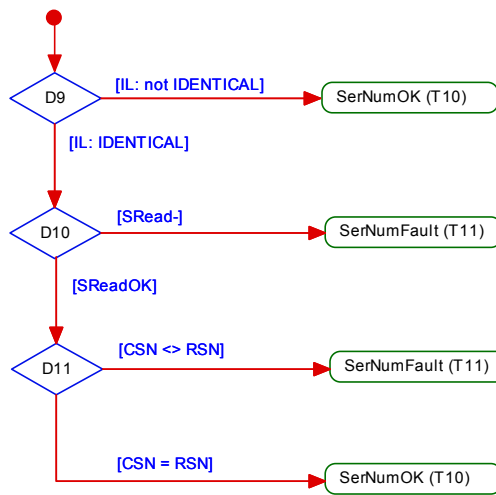 [IL: not IDENTICAL]
D9
SerNumOK (T10)
[IL: IDENTICAL]
[SRead-]
D10
SerNumFault (T11)
[SReadOK]
[CSN <> RSN]
D11
SerNumFault (T11)
[CSN = RSN]
SerNumOK (T10)